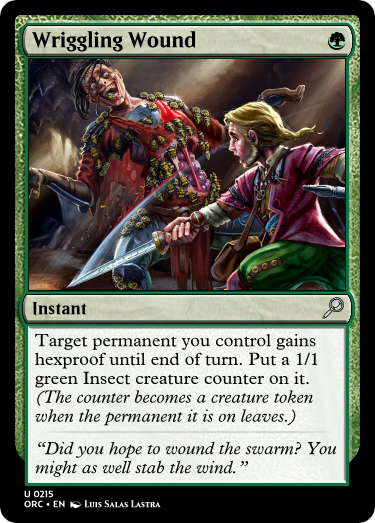 Wriggling Wound
Instant
Target permanent you control gains
hexproof until end of turn. Put a 1/1
green Insect creature counter on it.
(The counter becomes a creature token
when the permanent it is on leaves.)
“Did you hope to wound the swarm? You
might as well stab the wind.”
U 0215
ORC • EN Luis Salas Lastra